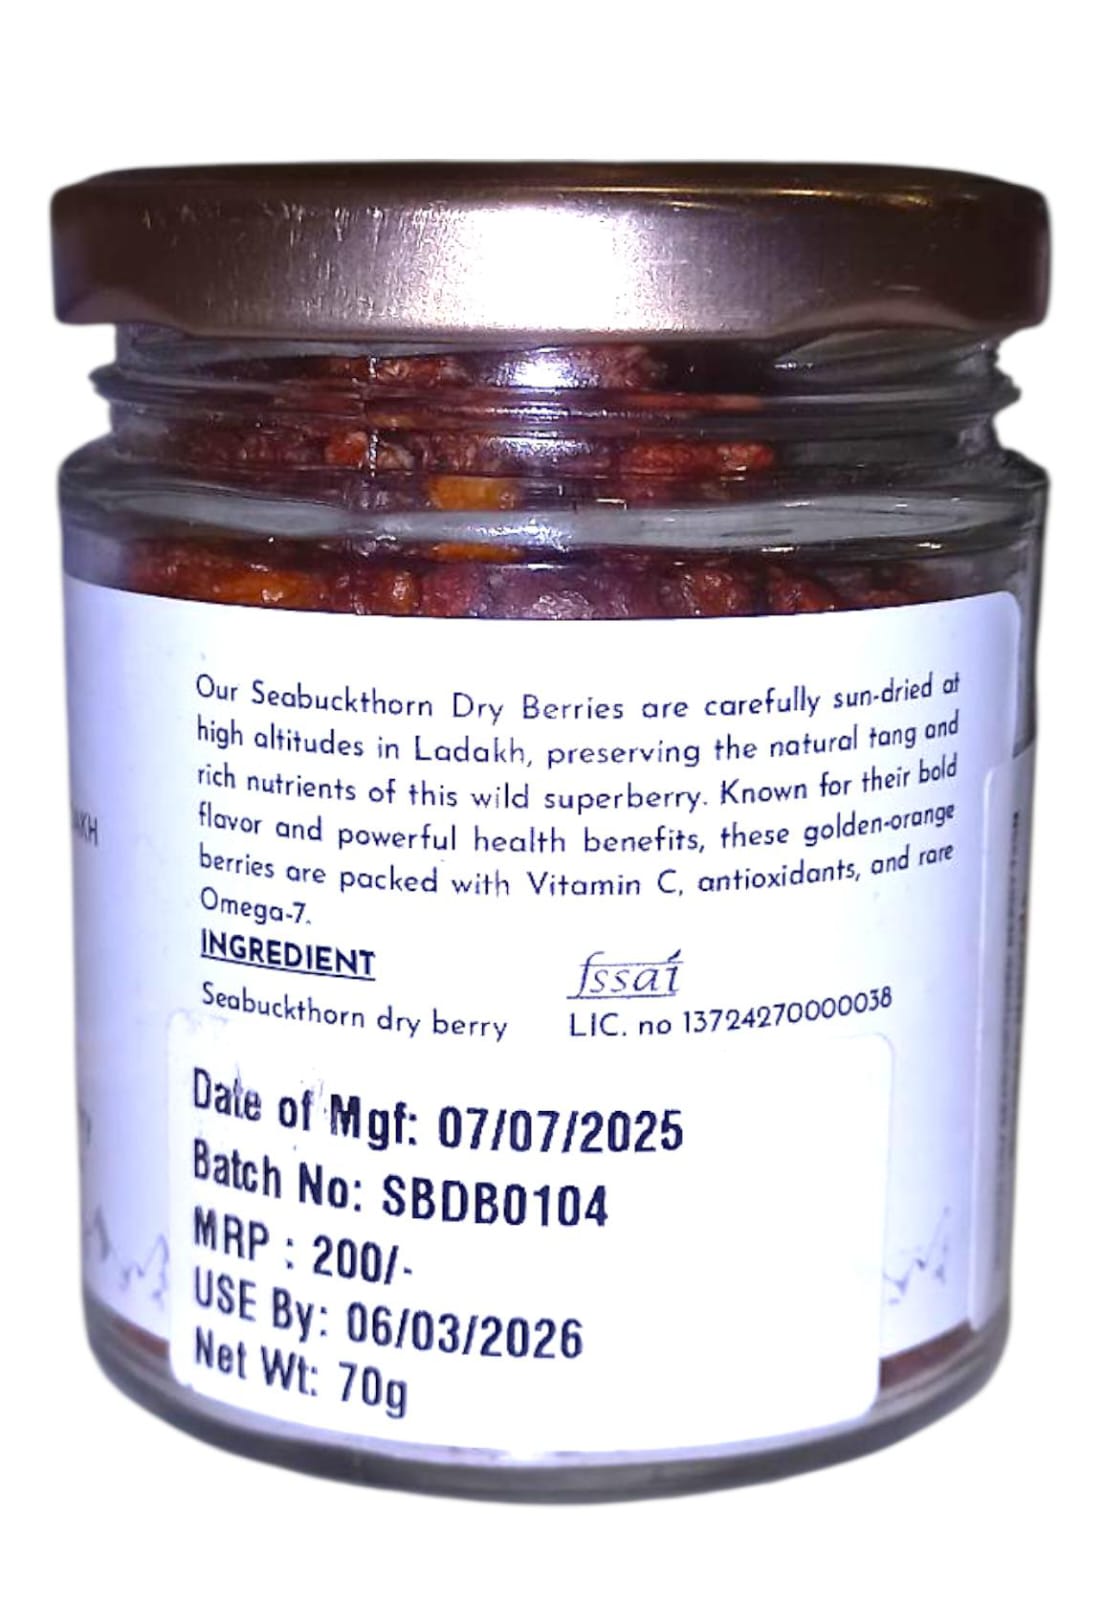 Our Seabuckthorn Dry Berries are carefully sun-dried at
high altitudes in Ladakh, preserving the natural tang and
rich nutrients of this wild superberry. Known for their bold
flavor and powerful health benefits, these golden-orange
berries are packed with Vitamin C, antioxidants, and rare
Omega-7.
INGREDIENT
Seabuckthorn dry berry
fssai
LIC. no 13724270000038
Date of Mgf: 07/07/2025
Batch No: SBDB0104
MRP : 200/-
USE By: 06/03/2026
Net Wt: 70g